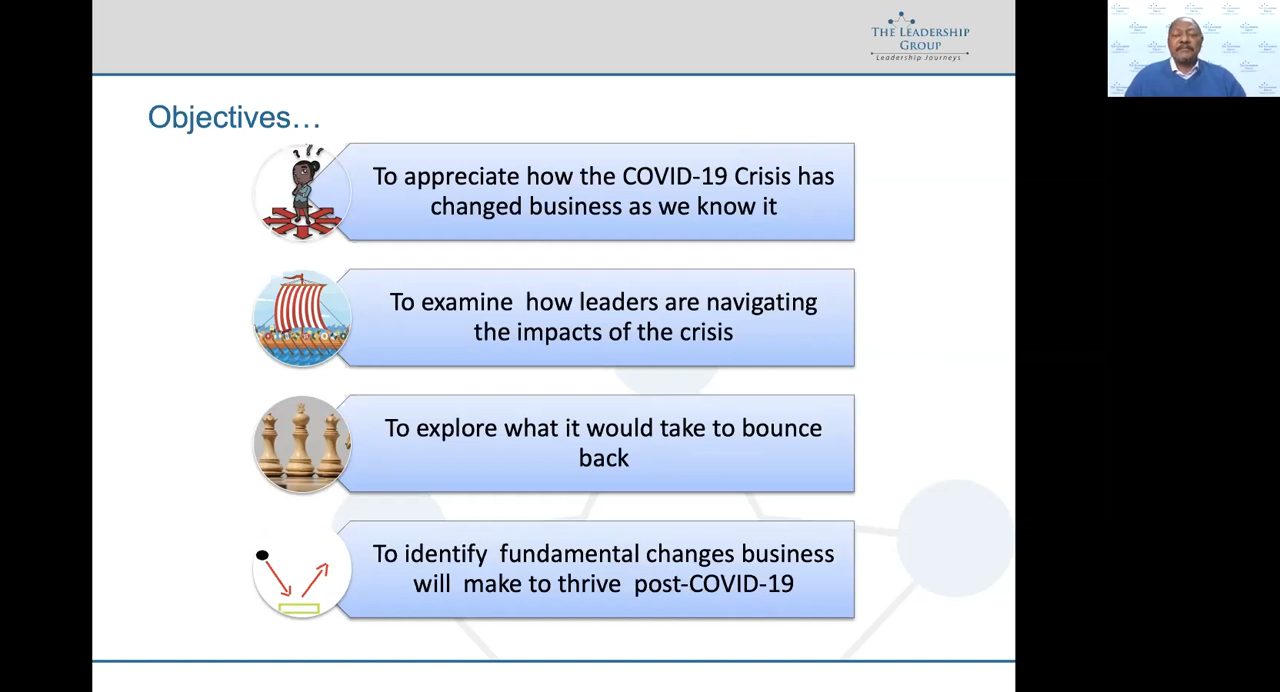 THE LEADERSHIP
GROUP
Leadership Journeys
Objectives…
To appreciate how the COVID-19 Crisis has
changed business as we know it
To examine  how leaders are navigating
the impacts of the crisis
To explore what it would take to bounce
back
To identify  fundamental changes business
will  make to thrive  post-COVID-19